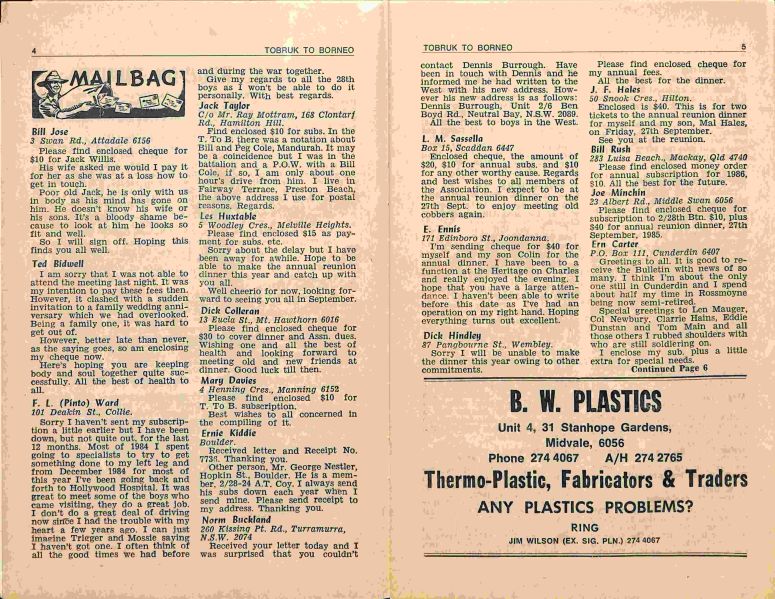 4
TOBRUK TO BORNEO
MAILBAG
Bill Jose
3 Swan Rd., Attadale 6156
Please find enclosed cheque for
$10 for Jack Willis.
His wife asked me would I pay it
for her as she was at a loss how to
get in touch.
Poor old Jack, he is only with us
in body as his mind has gone on
him. He doesn't know his wife or
his sons. It's a bloody shame be-
cause to look at him he looks so
fit and well.
So I will sign off. Hoping this
finds you all well.
Ted Bidwell
I am sorry that I was not able to
attend the meeting last night. It was
my intention to pay these fees then.
However, it clashed with a sudden
invitation to a family wedding anni-
versary which we had overlooked.
Being a family one, it was hard to
get out of.
However, better late than never,
as the saying goes, so am enclosing
my cheque now.
Here's hoping you are keeping
body and soul together quite suc-
cessfully. All the best of health to
all.
F. L. (Pinto) Ward
101 Deakin St., Collie.
Sorry I haven't sent my subscrip-
tion a little earlier but I have been
down, but not quite out, for the last
12 months. Most of 1984 I spent
going to specialists to try to get
something done to my left leg and
from December 1984 for most of
this year I've been going back and
forth to Hollywood Hospital. It was
great to meet some of the boys who
came visiting, they do a great job.
I don't do a great deal of driving
now since I had the trouble with my
heart a few years ago. I can just
imagine Trigger and Mossie saying
I haven't got one. I often think of
all the good times we had before
and during the war together.
Give my regards to all the 28th
boys as I won't be able to do it
personally. With best regards.
Jack Taylor
C/o Mr. Ray Mottram, 168 Clontarf
Rd., Hamilton Hill.
Find enclosed $10 for subs. In the
T. To B. there was a notation about
Bill and Peg Cole, Mandurah. It may
be a coincidence but I was in the
battalion and a P.O.W. with a Bill
Cole, if so, I am only about one
hour's drive from him. I live in
Fairway Terrace, Preston Beach,
the above address I use for postal
reasons. Regards.
Les Huxtable
5 Woodley Cres., Melville Heights.
Please find enclosed $15 as pay-
ment for subs. etc.
Sorry about the delay but I have
been away for awhile. Hope to be
able to make the annual reunion
dinner this year and catch up with
you all.
Well cheerio for now, looking for-
ward to seeing you all in September.
Dick Colleran
13 Eucla St., Mt. Hawthorn 6016
Please find enclosed cheque for
$30 to cover dinner and Assn. dues.
Wishing one and all the best of
health and looking forward to
meeting old and new friends at
dinner. Good luck till then.
Mary Davies
4 Henning Cres., Manning 6152
Please find enclosed $10 for
T. To B. subscription.
Best wishes to all concerned in
the compiling of it.
Ernie Kiddie
Boulder.
Received letter and Receipt No.
7736. Thanking you.
Other person, Mr. George Nestler,
Hopkin St., Boulder. He is a mem-
ber, 2/28-24 A.T. Coy. I always send
his subs down each year when I
send mine. Please send receipt to
my address. Thanking you.
Norm Buckland
260 Kissing Pt. Rd., Turramurra,
N.S.W. 2074
Received your letter today and I
was surprised that you couldn't
TOBRUK TO BORNEO
5
contact Dennis Burrough. Have
been in touch with Dennis and he
informed me he had written to the
West with his new address. How-
ever his new address is as follows:
Dennis Burrough, Unit 2/6 Ben
Boyd Rd., Neutral Bay, N.S.W. 2089.
All the best to boys in the West.
L. M. Sassella
Box 15, Scaddan 6447
Enclosed cheque, the amount of
$20, $10 for annual subs. and $10
for any other worthy cause. Regards
and best wishes to all members of
the Association. I expect to be at
the annual reunion dinner on the
27th Sept. to enjoy meeting old
cobbers again.
E. Ennis
171 Edinboro St., Joondanna.
I'm sending cheque for $40 for
myself and my son Colin for the
annual dinner. I have been to a
function at the Heritage on Charles
and really enjoyed the evening. I
hope that you have a large atten-
dance. I haven't been able to write
before this date as I've had an
operation on my right hand. Hoping
everything turns out excellent.
Dick Hindley
87 Pangbourne St., Wembley.
Sorry I will be unable to make
the dinner this year owing to other
commitments.
Please find enclosed cheque for
my annual fees.
All the best for the dinner.
J. F. Hales
50 Snook Cres., Hilton.
Enclosed is $40. This is for two
tickets to the annual reunion dinner
for myself and my son, Mal Hales,
on Friday, 27th September.
See you at the reunion.
Bill Rush
283 Luisa Beach., Mackay, Qld 4740
Please find enclosed money order
for annual subscription for 1986,
$10. All the best for the future.
Joe Minchin
23 Albert Rd., Middle Swan 6056
Please find enclosed cheque for
subscription to 2/28th Btn. $10, plus
$40 for annual reunion dinner, 27th
September, 1985.
Ern Carter
P.O. Box 111, Cunderdin 6407
Greetings to all. It is good to re-
ceive the Bulletin with news of so
many. I think I'm about the only
one still in Cunderdin and I spend
about half my time in Rossmoyne
being now semi-retired.
Special greetings to Len Mauger,
Col Newbury, Clarrie Hains, Eddie
Dunstan and Tom Main and all
those others I rubbed shoulders with
who are still soldiering on.
I enclose my sub. plus a little
extra for special needs.
Continued Page 6
B. W. PLASTICS
Unit 4, 31 Stanhope Gardens,
Midvale, 6056
Phone 274 4067 A/H 274 2765
Thermo-Plastic, Fabricators & Traders
ANY PLASTICS PROBLEMS?
RING
JIM WILSON (EX. SIG. PLN.) 274 4067